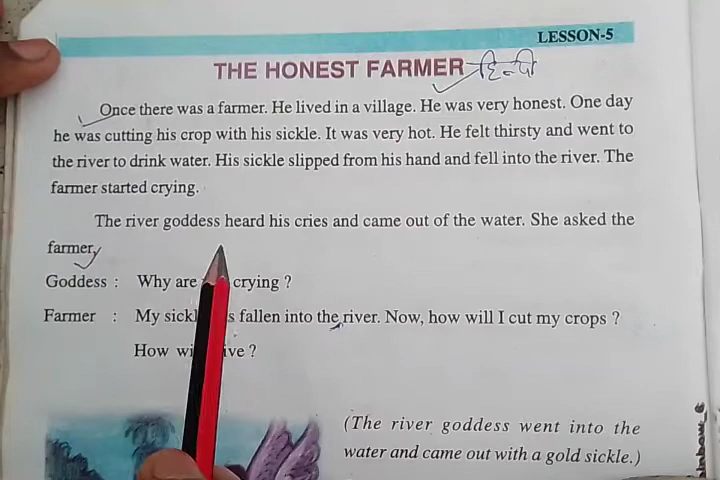 LESSON-5
THE HONEST FARMER हिन्दी
Once there was a farmer. He lived in a village. He was very honest. One day
he was cutting his crop with his sickle. It was very hot. He felt thirsty and went to
the river to drink water. His sickle slipped from his hand and fell into the river. The
farmer started crying.
The river goddess heard his cries and came out of the water. She asked the
farmer,
Goddess : Why are crying ?
Farmer : My fallen into the river. Now, how will I cut my crops ?
How ?
(The river goddess went into the
water and came out with a gold sickle.)